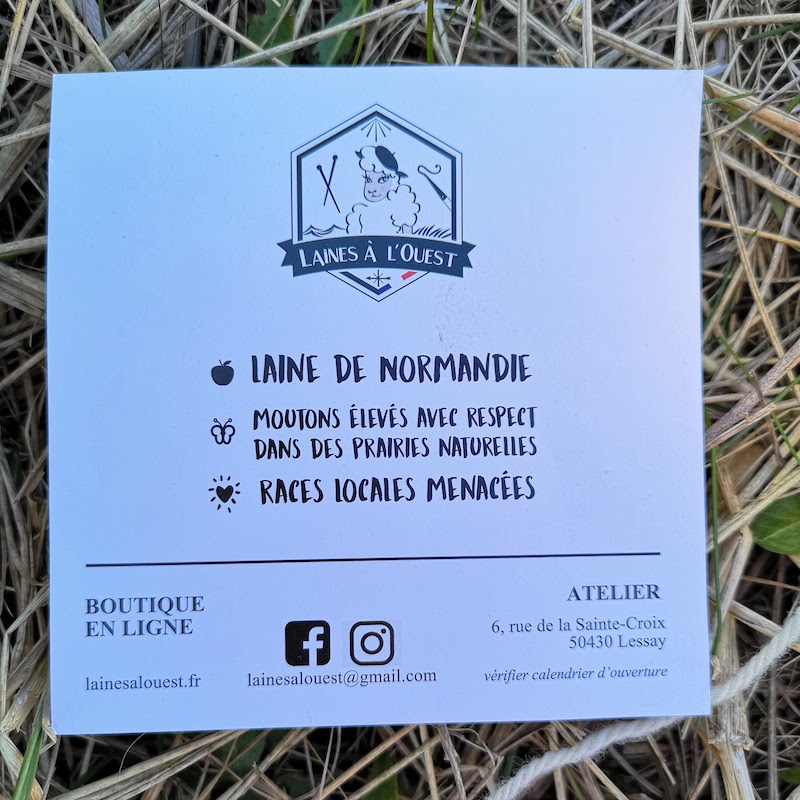 LAINES À L'OUEST
LAINE DE NORMANDIE
MOUTONS ÉLEVÉS AVEC RESPECT
DANS DES PRAIRIES NATURELLES
RACES LOCALES MENACÉES
BOUTIQUE
EN LIGNE
lainesalouest.fr
lainesalouest@gmail.com
ATELIER
6, rue de la Sainte-Croix
50430 Lessay
vérifier calendrier d'ouverture